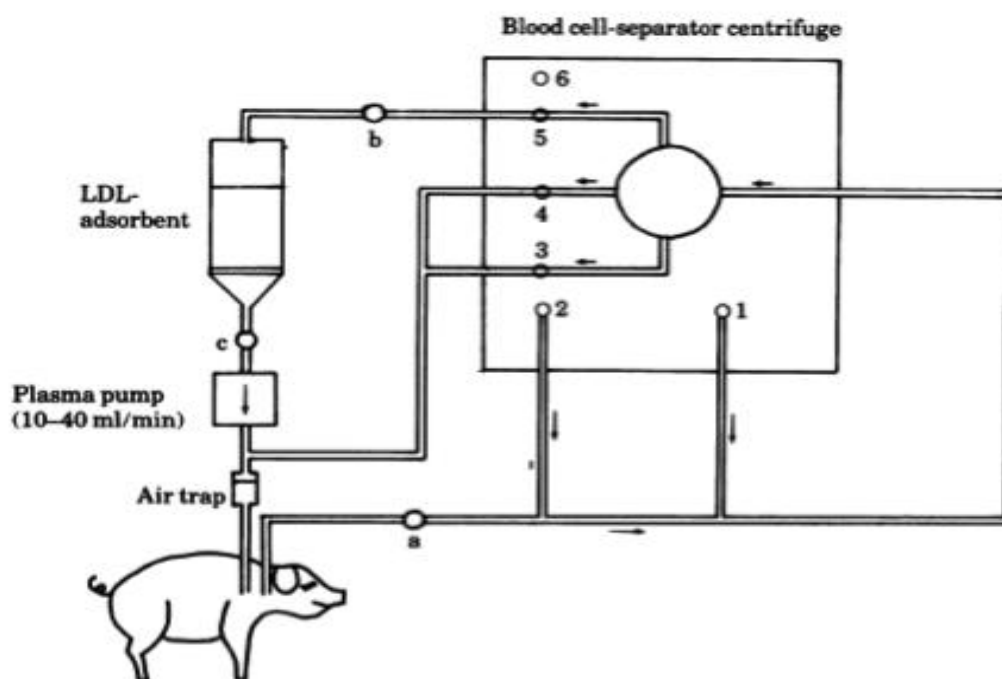 Blood cell-separator centrifuge
6
b
5
LDL-
adsorbent
4
3
2
1
c
Plasma pump
(10–40 ml/min)
Air trap
a